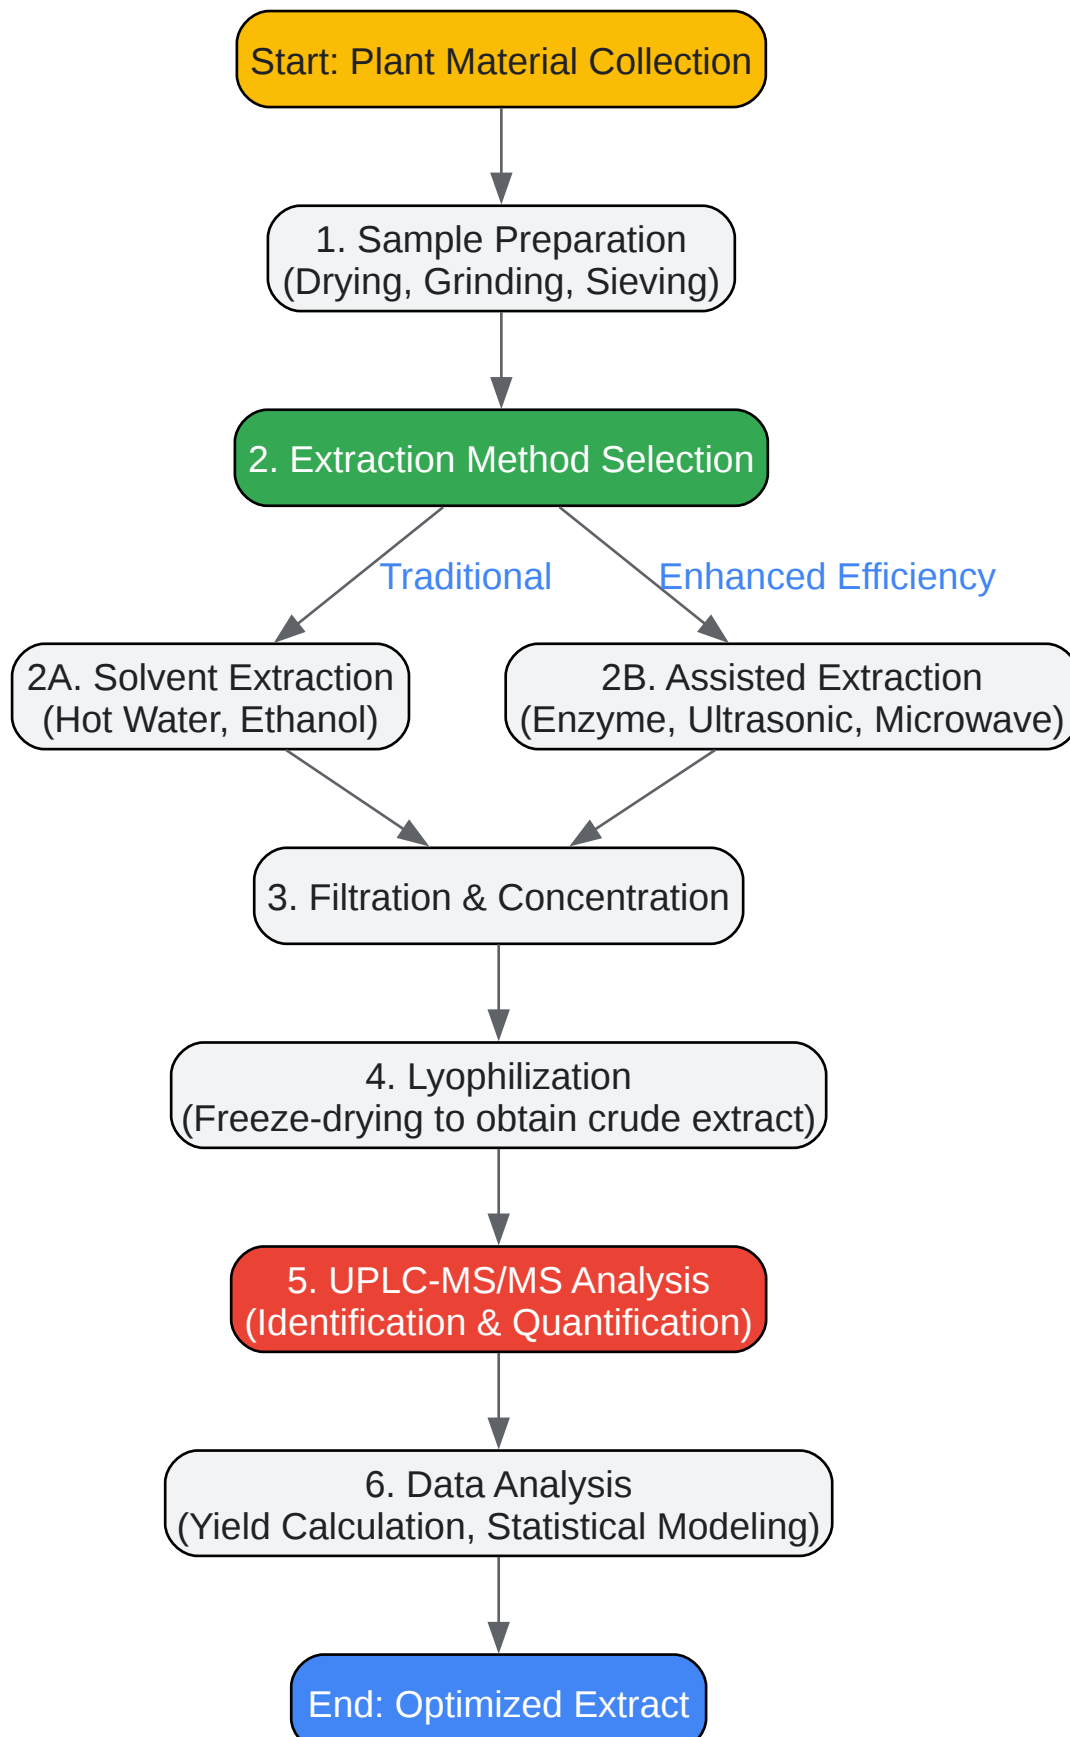 Start: Plant Material Collection
1. Sample Preparation
(Drying, Grinding, Sieving)
2. Extraction Method Selection
Traditional
Enhanced Efficiency
2A. Solvent Extraction
(Hot Water, Ethanol)
2B. Assisted Extraction
(Enzyme, Ultrasonic, Microwave)
3. Filtration & Concentration
4. Lyophilization
(Freeze-drying to obtain crude extract)
5. UPLC-MS/MS Analysis
(Identification & Quantification)
6. Data Analysis
(Yield Calculation, Statistical Modeling)
End: Optimized Extract